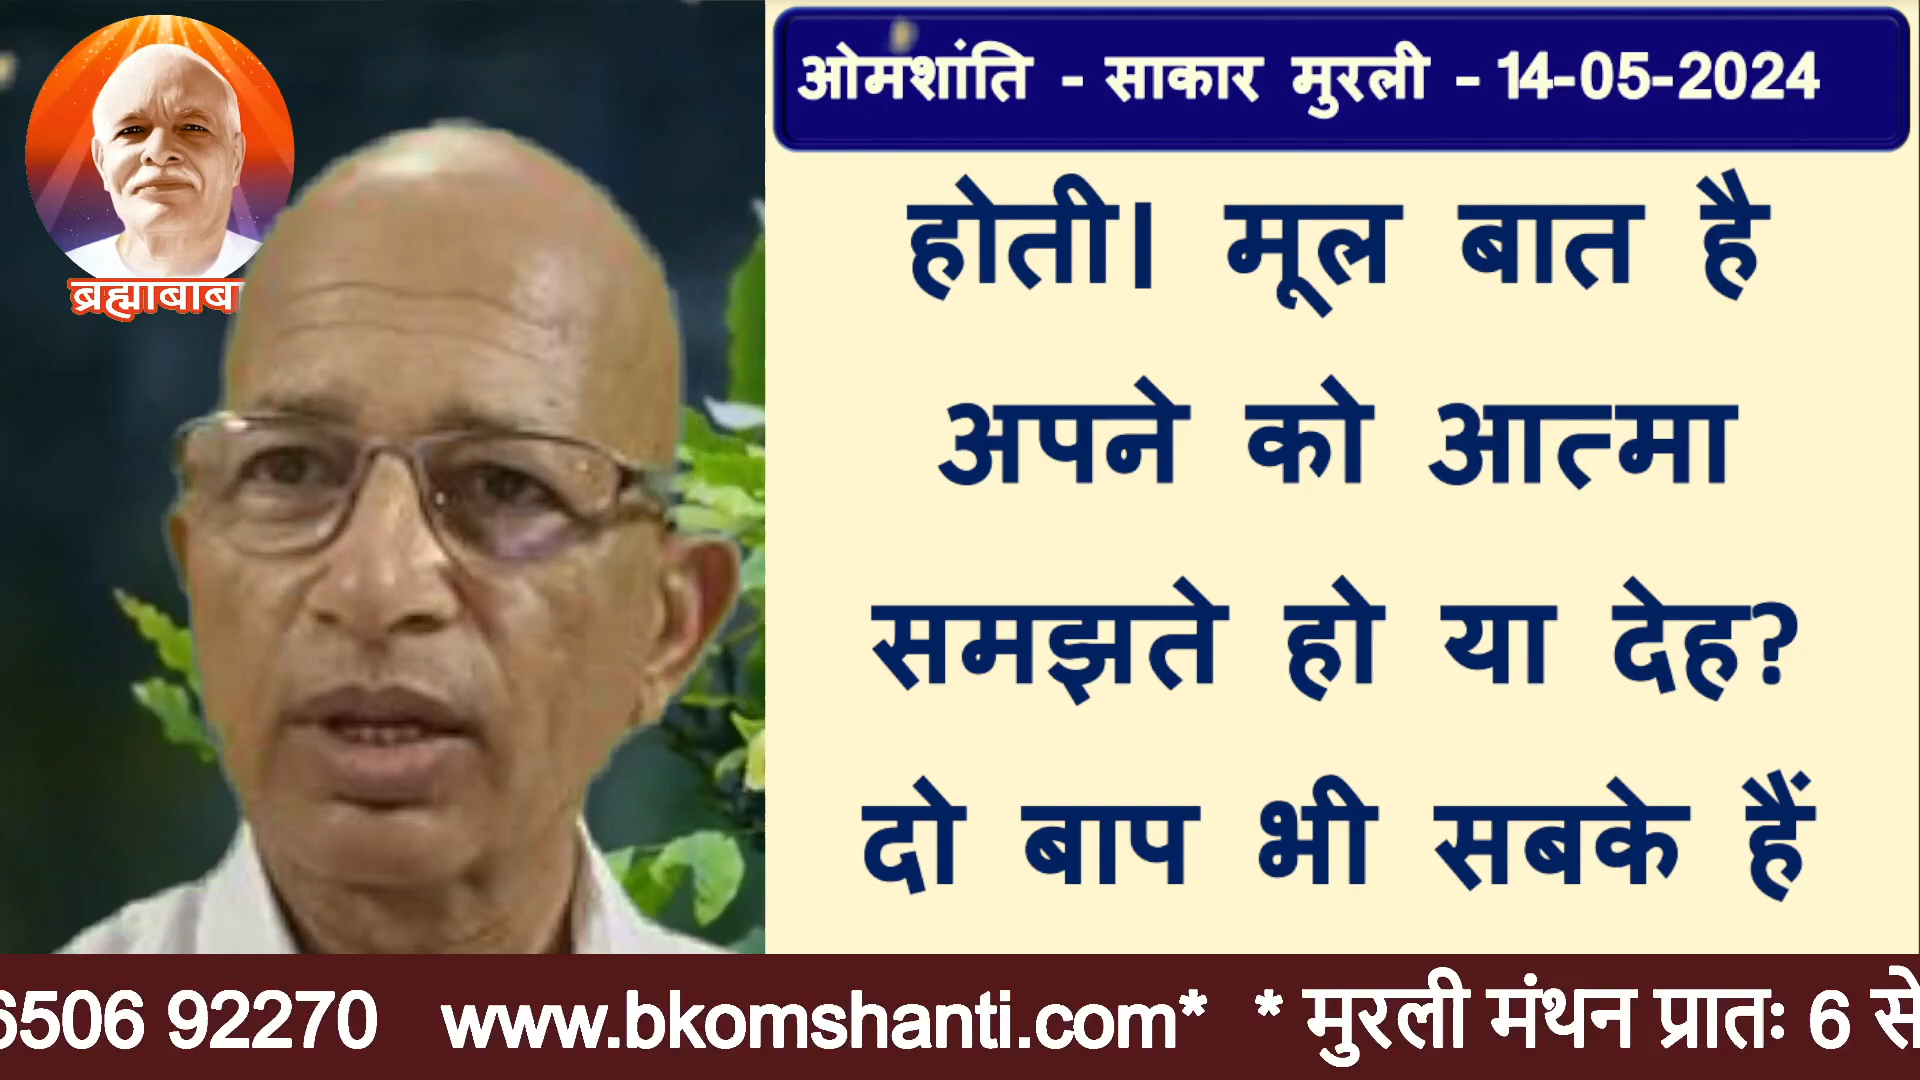 ब्रह्माबाब
ओमशांति - साकार मुरली - 14-05-2024
होती। मूल बात है
अपने को आत्मा
समझते हो या देह?
दो बाप भी सबके हैं
6506 92270 www.bkomshanti.com* * मुरली मंथन प्रातः 6 से